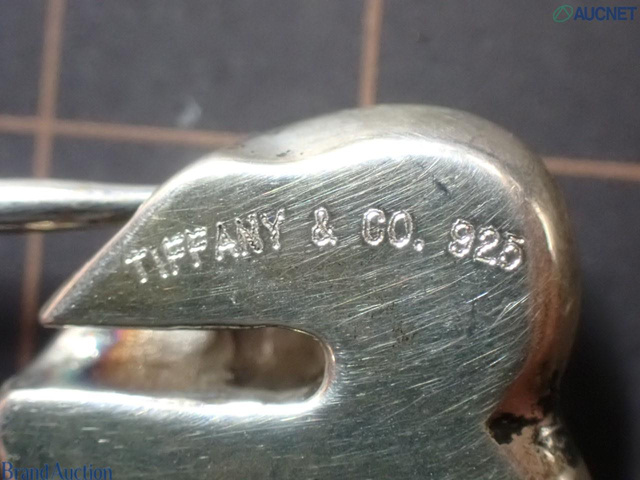 AUCNET
TIFFANY & CO. 925
Brand Auction